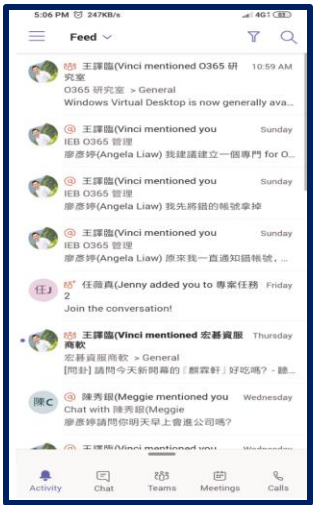 5:06 PM 247KB/s 4G 83
Feed
王譯臨(Vinci mentioned O365 研究室 10:59 AM
O365 研究室 > General
Windows Virtual Desktop is now generally ava...
王譯臨(Vinci mentioned you Sunday
IEB O365 管理
廖彥婷(Angela Liaw) 我建議建立一個專門 for O...
王譯臨(Vinci mentioned you Sunday
IEB O365 管理
廖彥婷(Angela Liaw) 我先將錯的帳號拿掉
王譯臨(Vinci mentioned you Sunday
IEB O365 管理
廖彥婷(Angela Liaw) 原來我一直通知錯帳號, ...
任J 任薇真(Jenny added you to 專案任務 Friday
2
Join the conversation!
王譯臨(Vinci mentioned 宏碁資服 Thursday
商軟
宏碁資服商軟 > General
[問卦] 請問今天新開幕的「麒霖軒」好吃嗎? - 聽...
陳C 陳秀銀(Meggie mentioned you Wednesday
Chat with 陳秀銀(Meggie
廖彥婷請問你明天早上會進公司嗎?
王譯臨(Vinci mentioned you Wednesday
Activity Chat Teams Meetings Calls